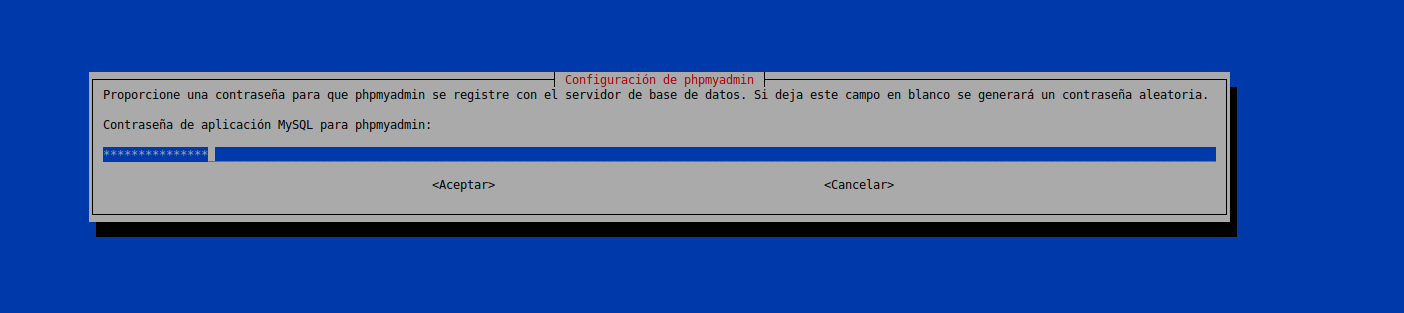 Configuración de phpmyadmin
Proporcione una contraseña para que phpmyadmin se registre con el servidor de base de datos. Si deja este campo en blanco se generará un contraseña aleatoria.
Contraseña de aplicación MySQL para phpmyadmin:
***************
<Aceptar> <Cancelar>